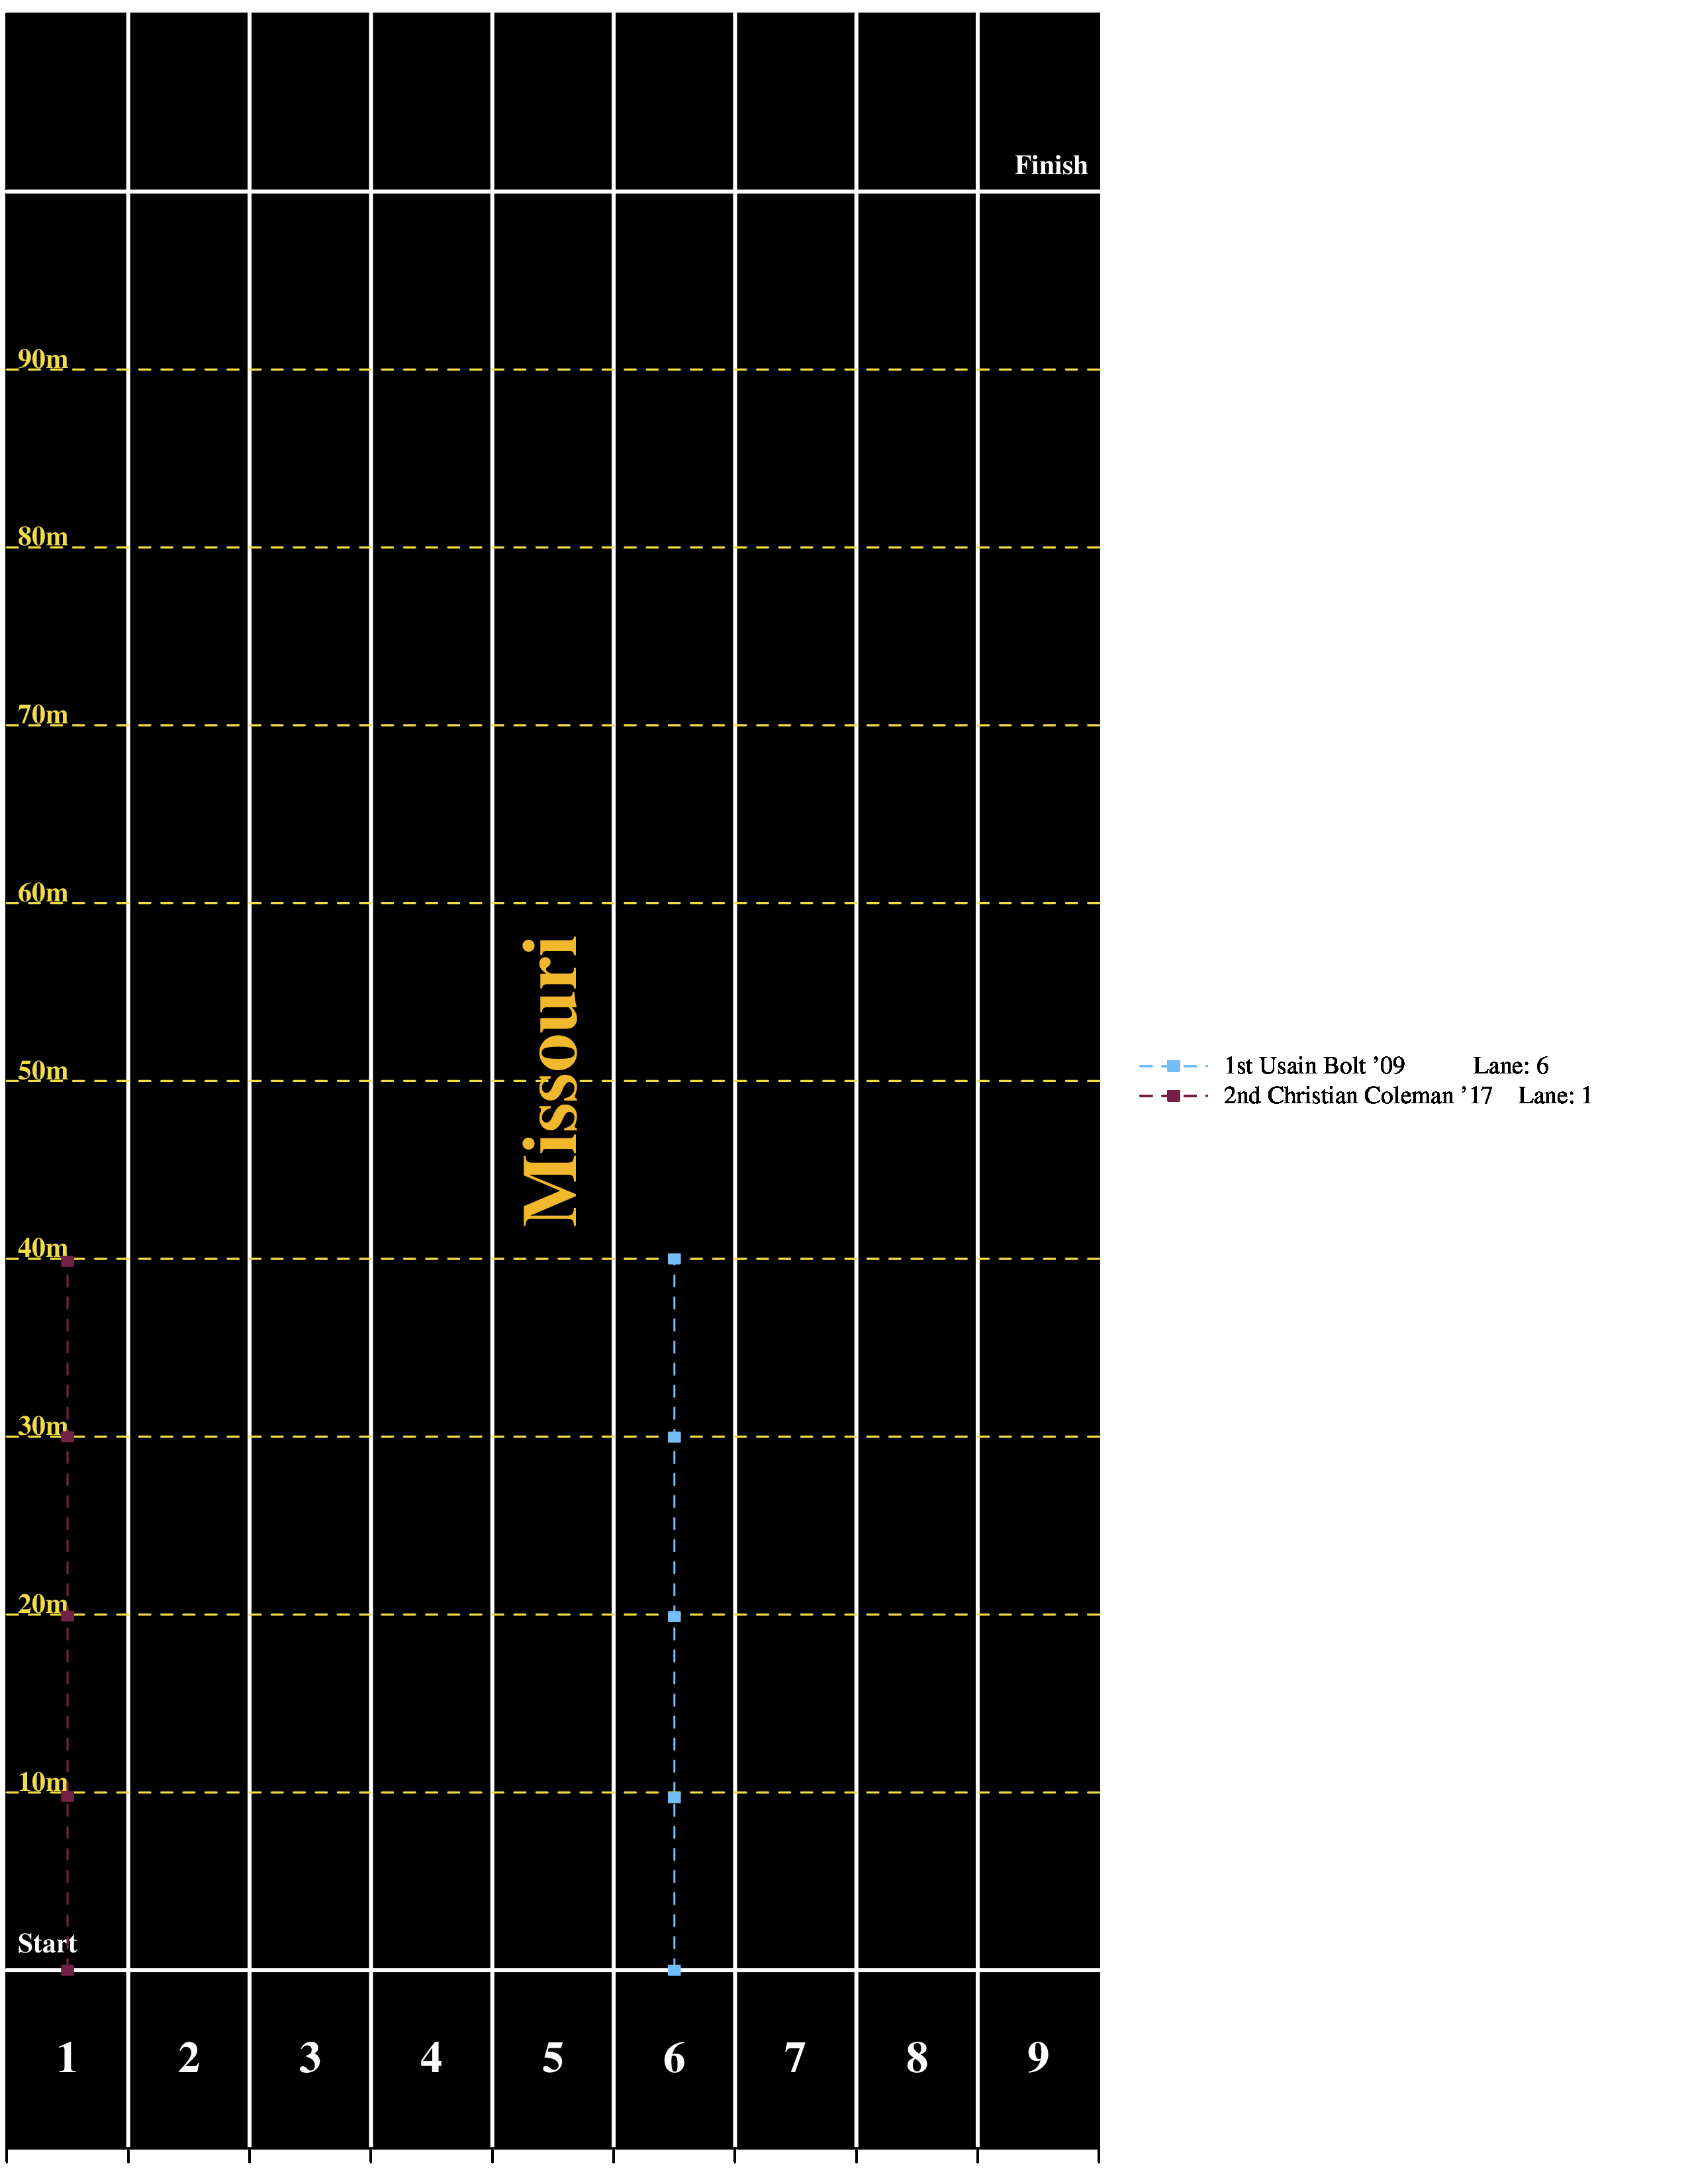 Finish
90m
80m
70m
60m
Missouri
50m
1st Usain Bolt ’09 Lane: 6
2nd Christian Coleman ’17 Lane: 1
40m
30m
20m
10m
Start
1 2 3 4 5 6 7 8 9